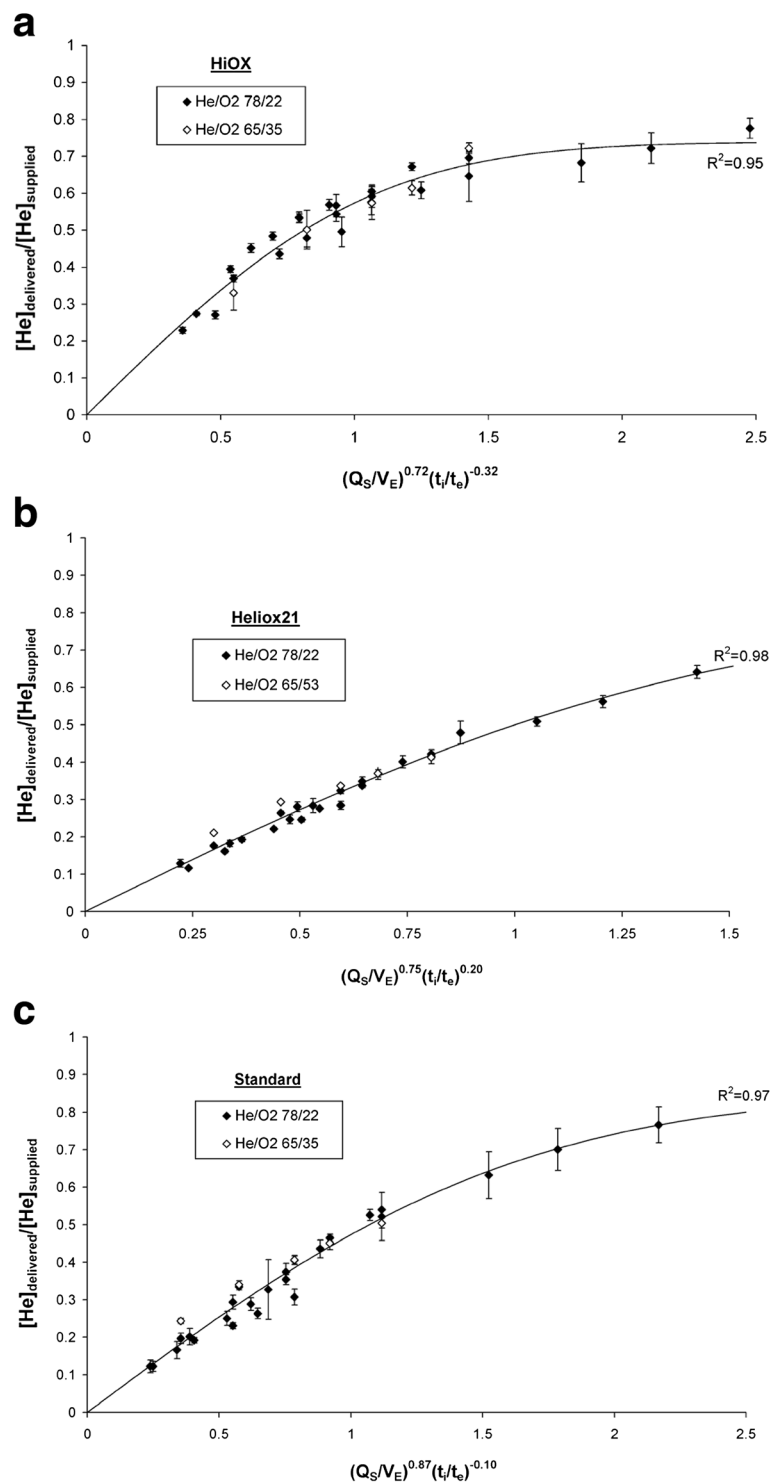 a
HiOX
He/O2 78/22
He/O2 65/35
1
0.9
0.8
0.7
0.6
0.5
0.4
0.3
0.2
0.1
0
[He]delivered/[He]supplied
R²=0.95
0 0.5 1 1.5 2 2.5
(QS/VE)^0.72(ti/te)^-0.32
b
Heliox21
He/O2 78/22
He/O2 65/53
1
0.9
0.8
0.7
0.6
0.5
0.4
0.3
0.2
0.1
0
[He]delivered/[He]supplied
R²=0.98
0 0.25 0.5 0.75 1 1.25 1.5
(QS/VE)^0.75(ti/te)^0.20
c
Standard
He/O2 78/22
He/O2 65/35
1
0.9
0.8
0.7
0.6
0.5
0.4
0.3
0.2
0.1
0
[He]delivered/[He]supplied
R²=0.97
0 0.5 1 1.5 2 2.5
(QS/VE)^0.87(ti/te)^-0.10